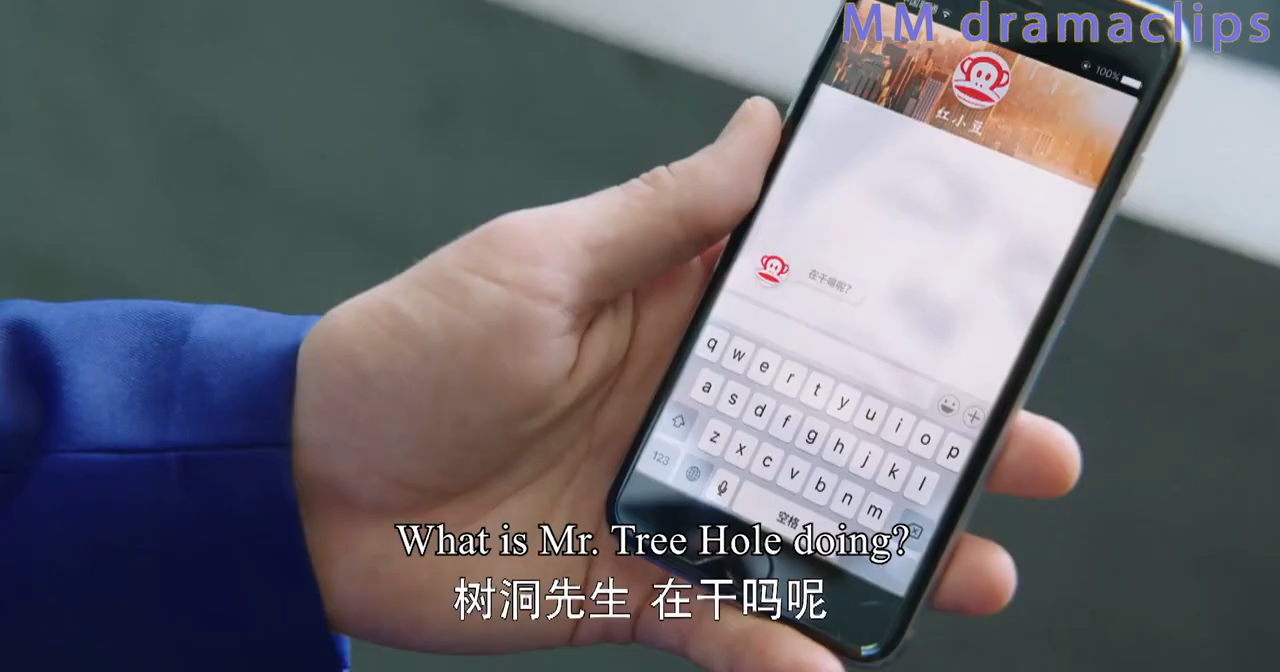 MM dramaclips
100%
红小豆
在干嘛呢?
q w e r t y u i o p
a s d f g h j k l
z x c v b n m
123
空格
What is Mr. Tree Hole doing?
树洞先生 在干吗呢